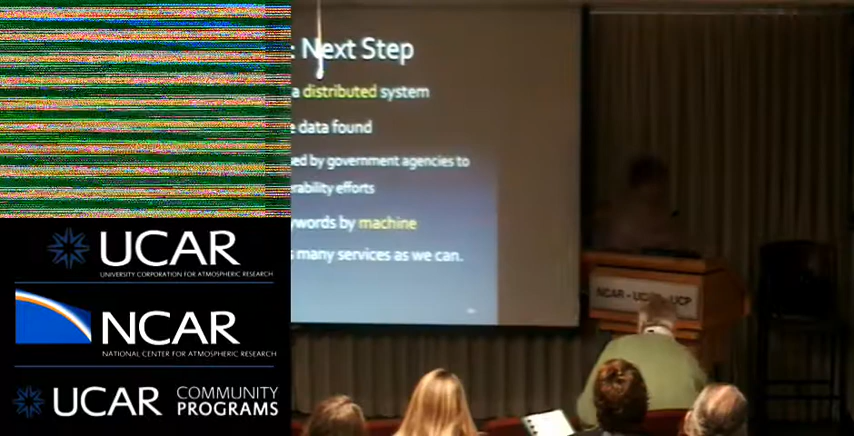 : Next Step
a distributed system
e data found
sed by government agencies to
rability efforts
ywords by machine
s many services as we can.
NCAR • UCAR • UCP
UCAR
UNIVERSITY CORPORATION FOR ATMOSPHERIC RESEARCH
NCAR
NATIONAL CENTER FOR ATMOSPHERIC RESEARCH
UCAR COMMUNITY
PROGRAMS